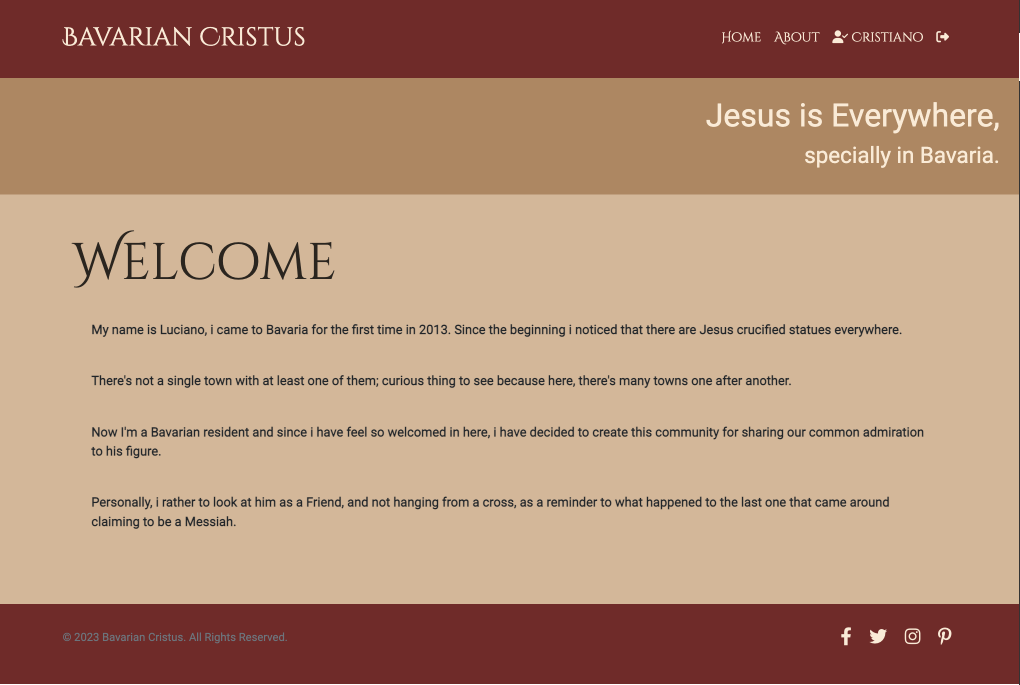 Bavarian Cristus
Home About Cristiano
Jesus is Everywhere,
specially in Bavaria.
Welcome
My name is Luciano, i came to Bavaria for the first time in 2013. Since the beginning i noticed that there are Jesus crucified statues everywhere.
There's not a single town with at least one of them; curious thing to see because here, there's many towns one after another.
Now I'm a Bavarian resident and since i have feel so welcomed in here, i have decided to create this community for sharing our common admiration
to his figure.
Personally, i rather to look at him as a Friend, and not hanging from a cross, as a reminder to what happened to the last one that came around
claiming to be a Messiah.
© 2023 Bavarian Cristus. All Rights Reserved.